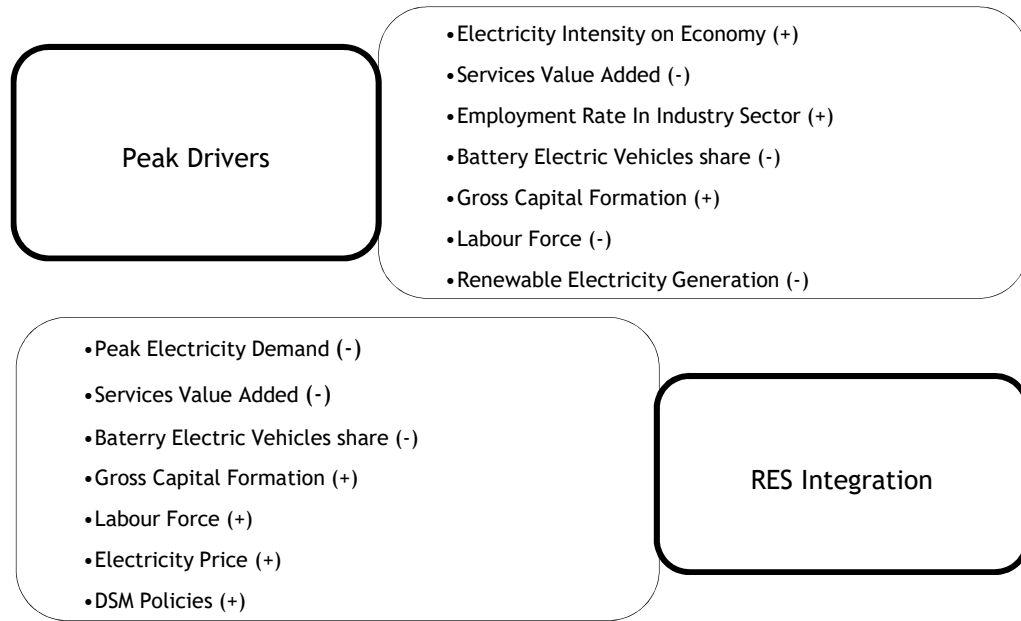 Peak Drivers
•Electricity Intensity on Economy (+)
•Services Value Added (-)
•Employment Rate In Industry Sector (+)
•Battery Electric Vehicles share (-)
•Gross Capital Formation (+)
•Labour Force (-)
•Renewable Electricity Generation (-)
•Peak Electricity Demand (-)
•Services Value Added (-)
•Baterry Electric Vehicles share (-)
•Gross Capital Formation (+)
•Labour Force (+)
•Electricity Price (+)
•DSM Policies (+)
RES Integration